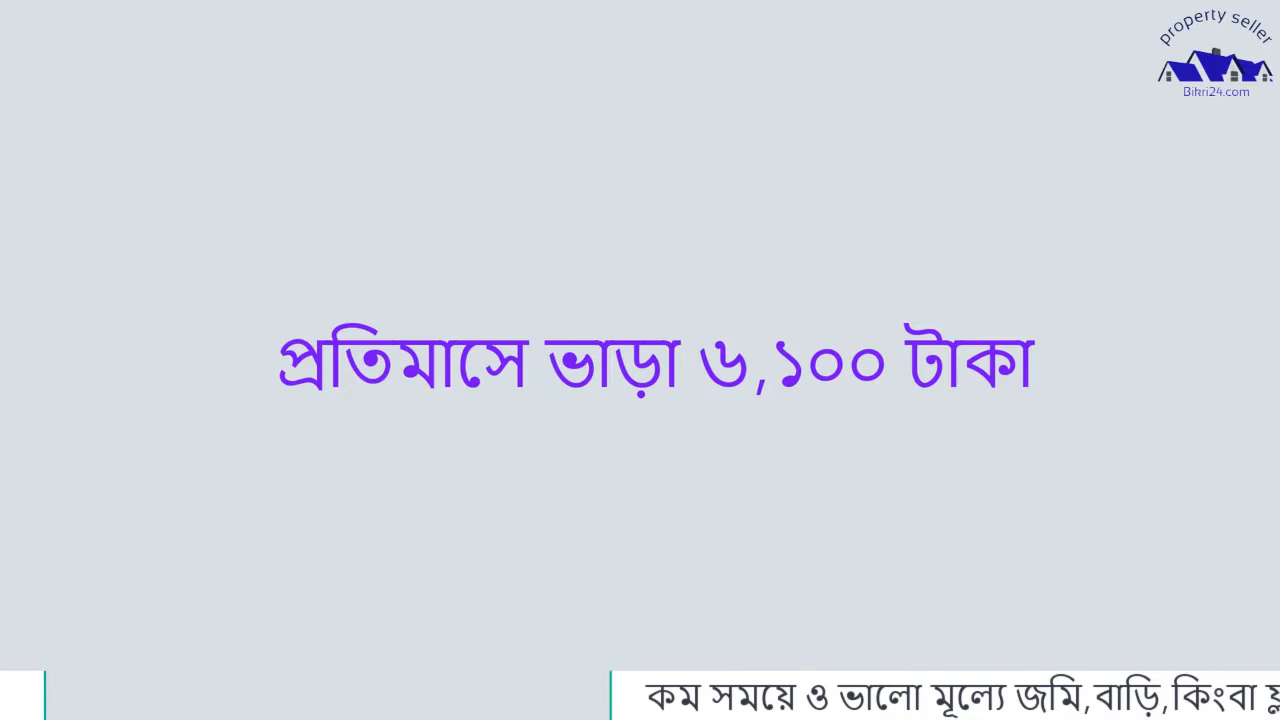 property seller
Bikri24.com
প্রতিমাসে ভাড়া ৬,১০০ টাকা
কম সময়ে ও ভালো মূল্যে জমি,বাড়ি,কিংবা